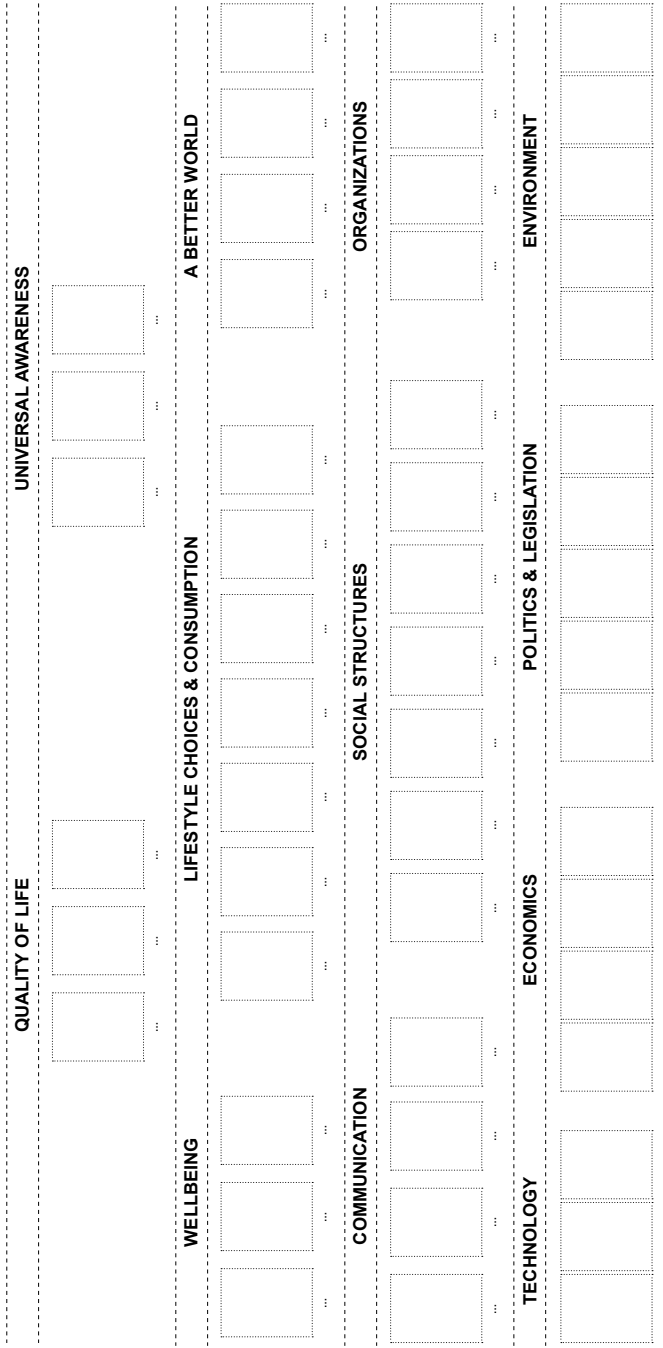 QUALITY OF LIFE UNIVERSAL AWARENESS
... ... ... ... ... ...
WELLBEING LIFESTYLE CHOICES & CONSUMPTION A BETTER WORLD
... ... ... ... ... ... ... ... ... ... ... ... ... ...
COMMUNICATION SOCIAL STRUCTURES ORGANIZATIONS
... ... ... ... ... ... ... ... ... ... ... ... ... ... ...
TECHNOLOGY ECONOMICS POLITICS & LEGISLATION ENVIRONMENT